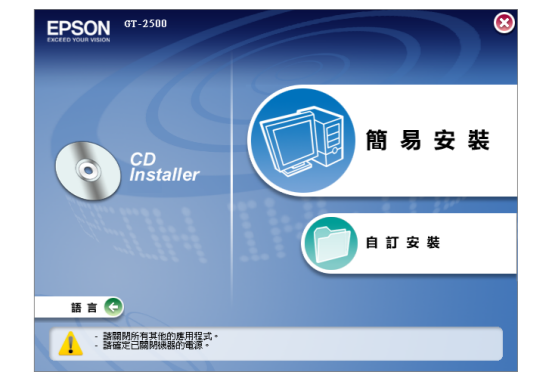 EPSON
EXCEED YOUR VISION
GT-2500
CD
Installer
簡易安裝
自訂安裝
語言
- 請關閉所有其他的應用程式。
- 請確定已關閉機器的電源。